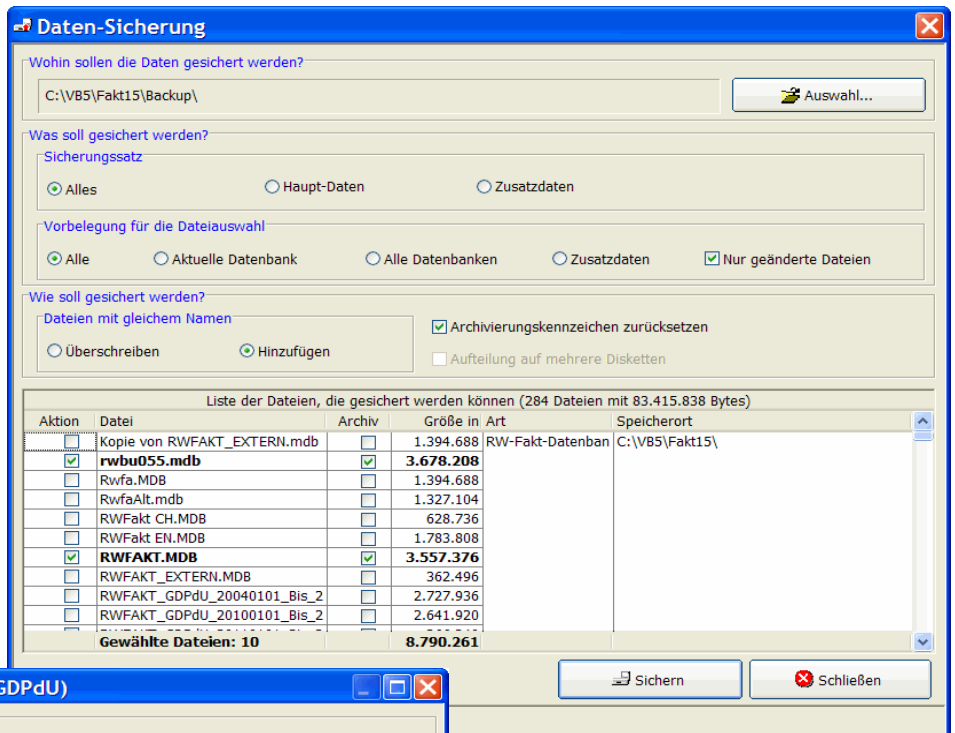 Daten-Sicherung
Wohin sollen die Daten gesichert werden?
C:\VB5\Fakt15\Backup\ Auswahl...
Was soll gesichert werden?
Sicherungssatz
Alles Haupt-Daten Zusatzdaten
Vorbelegung für die Dateiauswahl
Alle Aktuelle Datenbank Alle Datenbanken Zusatzdaten Nur geänderte Dateien
Wie soll gesichert werden?
Dateien mit gleichem Namen
Archivierungskennzeichen zurücksetzen
Überschreiben Hinzufügen
Aufteilung auf mehrere Disketten
Liste der Dateien, die gesichert werden können (284 Dateien mit 83.415.838 Bytes)
Aktion Datei Archiv Größe in Art Speicherort
Kopie von RWFAKT_EXTERN.mdb 1.394.688 RW-Fakt-Datenban C:\VB5\Fakt15\
rwbu055.mdb 3.678.208
Rwfa.MDB 1.394.688
RwfaAlt.mdb 1.327.104
RWFakt CH.MDB 628.736
RWFakt EN.MDB 1.783.808
RWFAKT.MDB 3.557.376
RWFAKT_EXTERN.MDB 362.496
RWFAKT_GDPdU_20040101_Bis_2 2.727.936
RWFAKT_GDPdU_20100101_Bis_2 2.641.920
Gewählte Dateien: 10 8.790.261
Sichern Schließen
GDPdU)